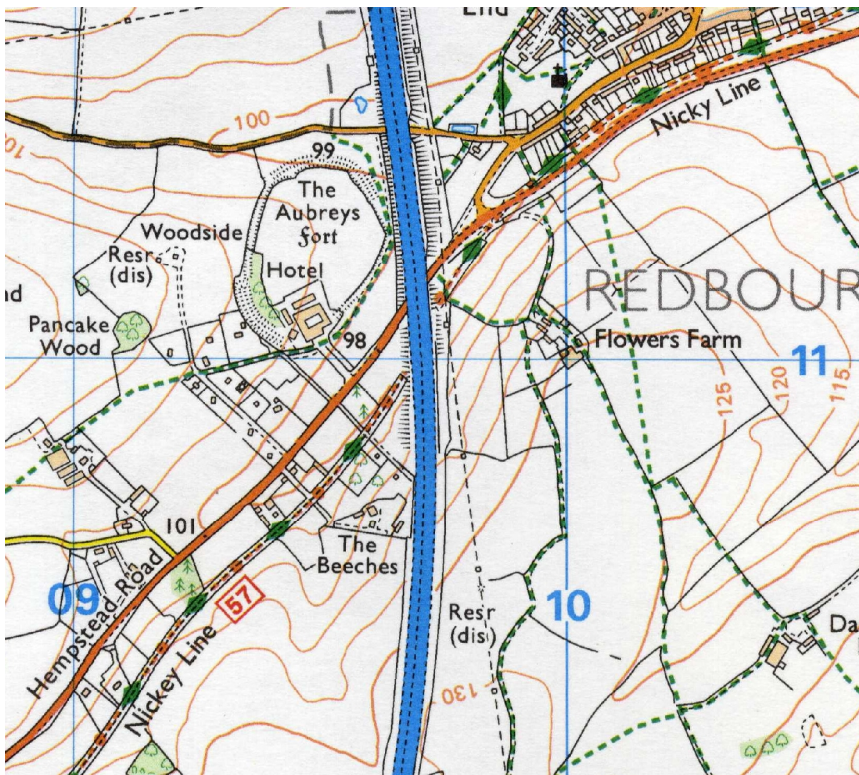 End
Nicky Line
100
99
The
Aubreys
Fort
Woodside
Resr
(dis)
Hotel
REDBOUR
Pancake
Wood
98
Flowers Farm
11
125
120
115
101
The
Beeches
09
57
Hempstead Road
Nickey Line
Resr
(dis)
10
Da
130